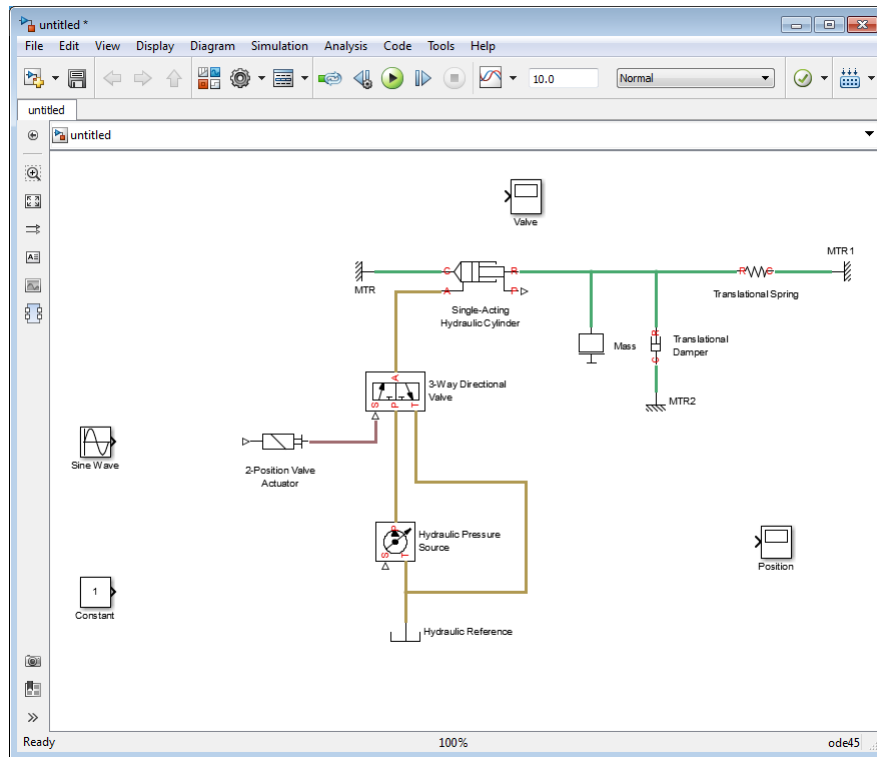 untitled *
File Edit View Display Diagram Simulation Analysis Code Tools Help
10.0 Normal
untitled
untitled
Valve
MTR1
C R
MTR
A P
R C
Translational Spring
Single-Acting
Hydraulic Cylinder
R
Mass
Translational
Damper
C
MTR2
A
3-Way Directional
Valve
S P T
Sine Wave
2-Position Valve
Actuator
P
Hydraulic Pressure
Source
S T
Position
1
Constant
Hydraulic Reference
Ready 100% ode45